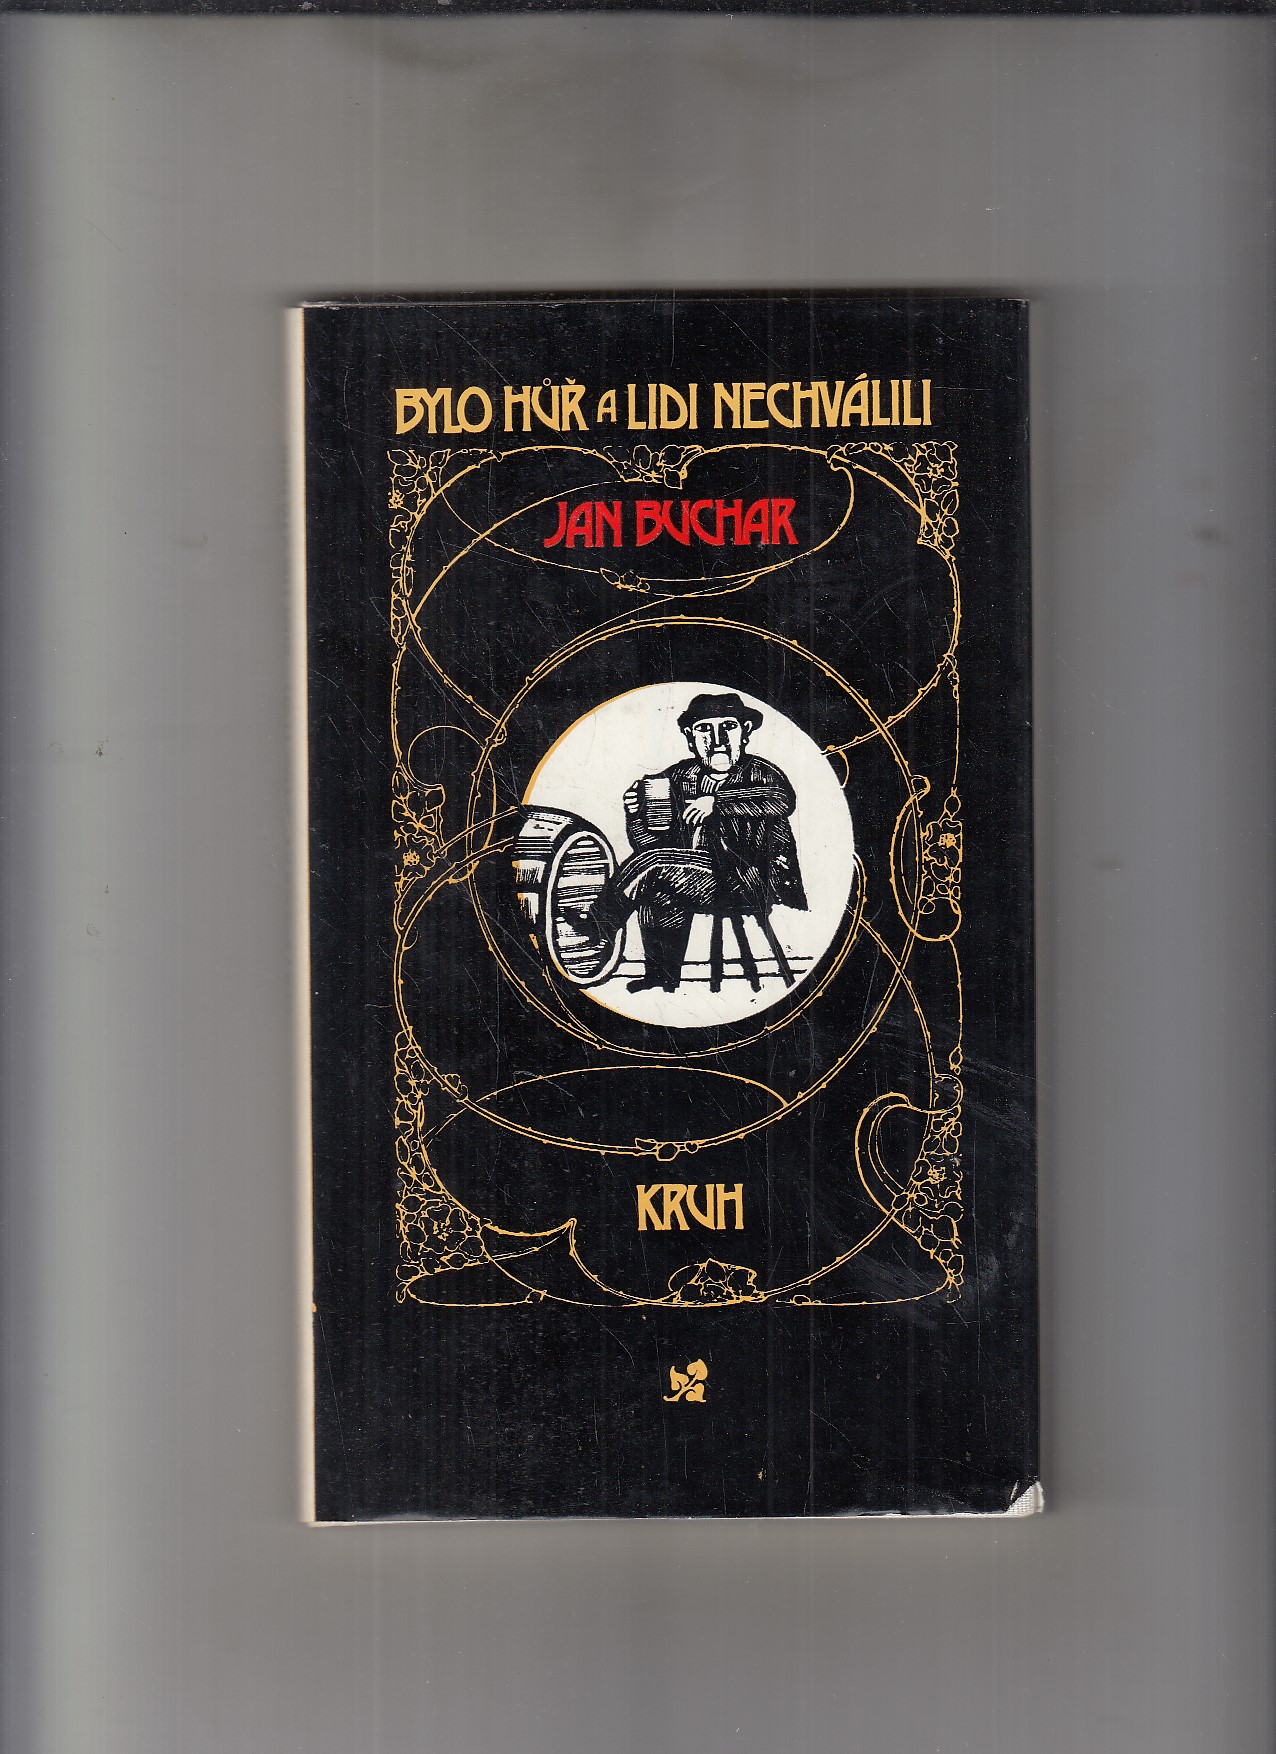 BYLO HŮŘ A LIDI NECHVÁLILI
JAN BUCHAR
KRUH